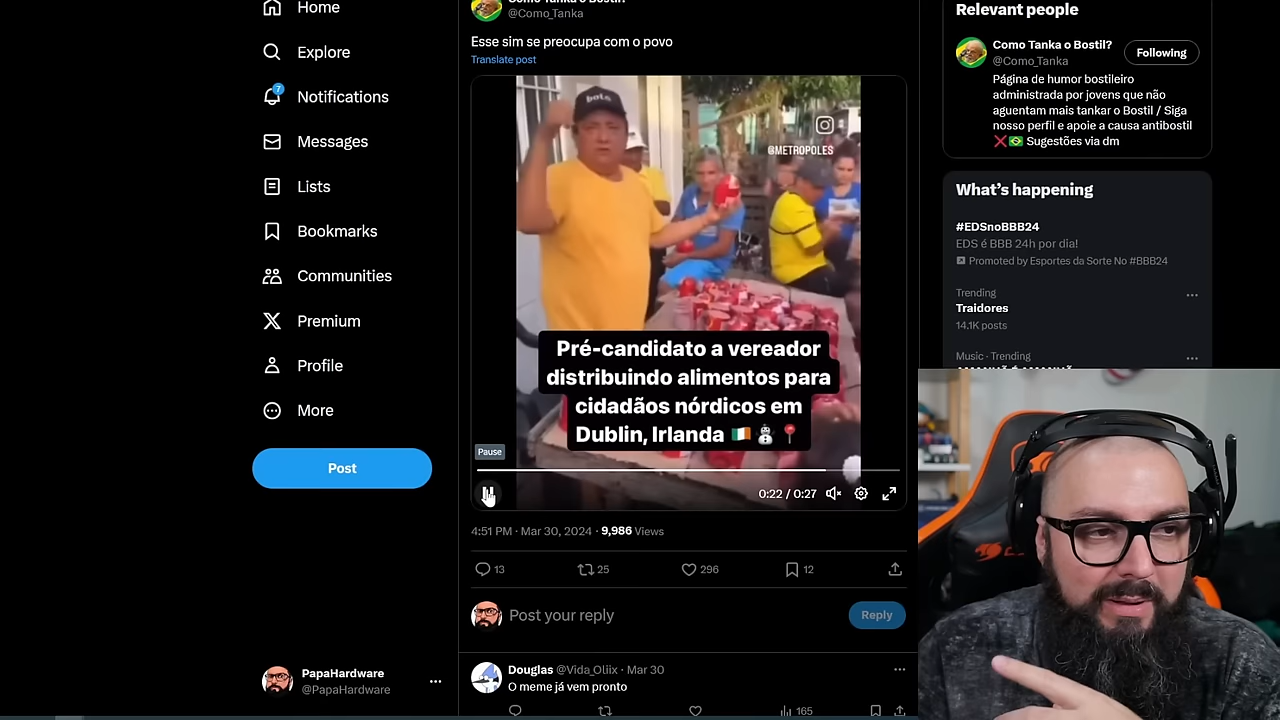 Home
Explore
7
Notifications
Messages
Lists
Bookmarks
Communities
Premium
Profile
More
Post
PapaHardware
@PapaHardware
Como Tanka o Bostil?
@Como_Tanka
Esse sim se preocupa com o povo
Translate post
bots
@METROPOLES
Pré-candidato a vereador
distribuindo alimentos para
cidadãos nórdicos em
Dublin, Irlanda 🇮🇪 ⛄ 📍
Pause
0:22 / 0:27
4:51 PM · Mar 30, 2024 · 9,986 Views
13
25
296
12
Post your reply
Reply
Douglas @Vida_Oliix · Mar 30
O meme já vem pronto
165
Relevant people
Como Tanka o Bostil?
@Como_Tanka
Following
Página de humor bostileiro
administrada por jovens que não
aguentam mais tankar o Bostil / Siga
nosso perfil e apoie a causa antibostil
❌🇧🇷 Sugestões via dm
What's happening
#EDSnoBBB24
EDS é BBB 24h por dia!
Promoted by Esportes da Sorte No #BBB24
Trending
Traidores
14.1K posts
Music · Trending